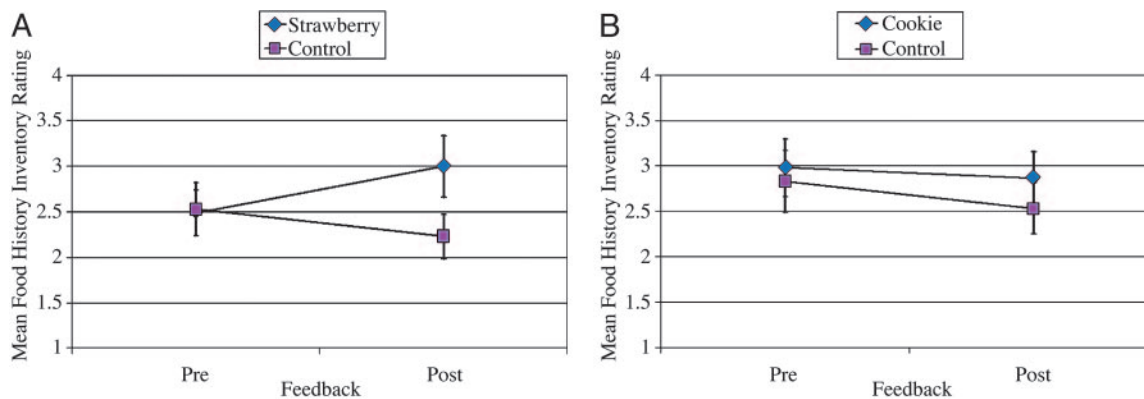 A
Strawberry
Control
Mean Food History Inventory Rating
4
3.5
3
2.5
2
1.5
1
Pre
Post
Feedback
B
Cookie
Control
Mean Food History Inventory Rating
4
3.5
3
2.5
2
1.5
1
Pre
Post
Feedback